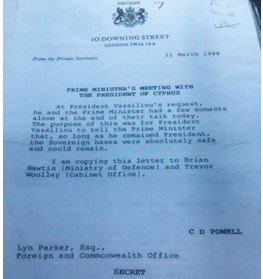 SECRET
10 DOWNING STREET
LONDON SW1A 2AA
From the Private Secretary
11 March 1988
PRIME MINISTER'S MEETING WITH
THE PRESIDENT OF CYPRUS
At President Vassiliou's request,
he and the Prime Minister had a few moments
alone at the end of their talk today.
The purpose of this was for President
Vassiliou to tell the Prime Minister
that, so long as he remained President,
the Sovereign bases were absolutely safe
and could remain.
I am copying this letter to Brian
Hawtin (Ministry of Defence) and Trevor
Woolley (Cabinet Office).
C D POWELL
Lyn Parker, Esq.,
Foreign and Commonwealth Office
SECRET